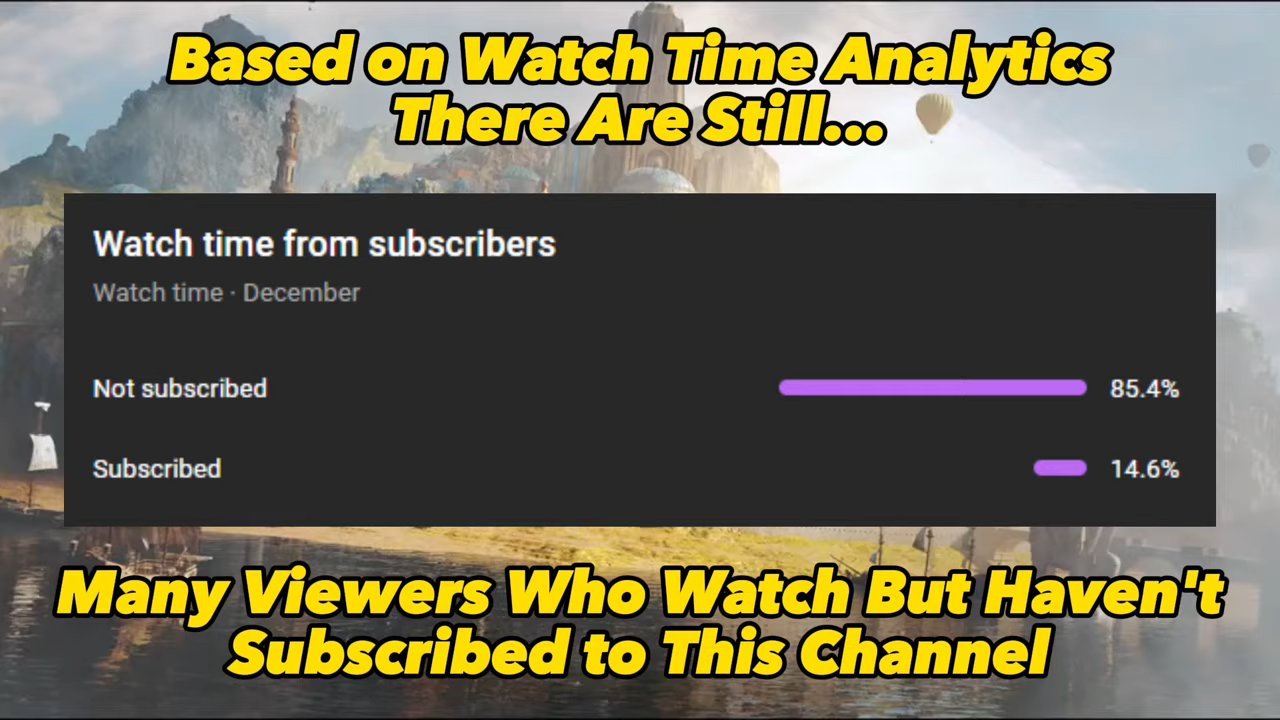 Based on Watch Time Analytics
There Are Still...
Watch time from subscribers
Watch time · December
Not subscribed 85.4%
Subscribed 14.6%
Many Viewers Who Watch But Haven't
Subscribed to This Channel